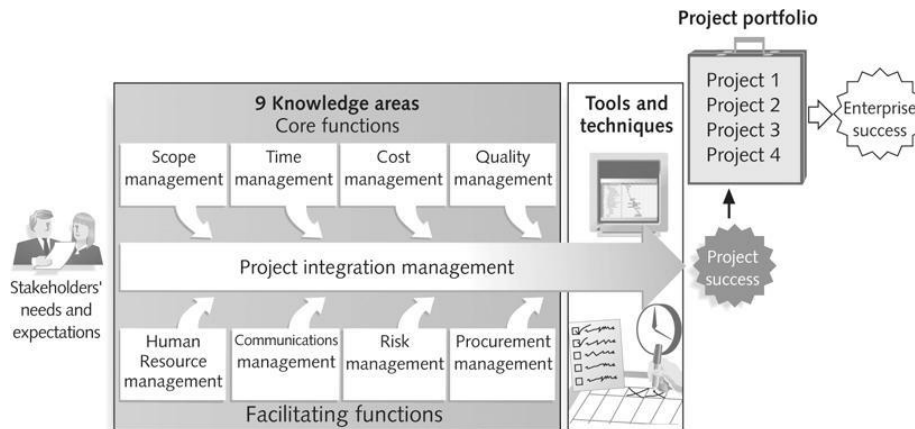 Project portfolio
Project 1
Project 2
Project 3
Project 4
Enterprise
success
9 Knowledge areas
Core functions
Tools and
techniques
Scope
management
Time
management
Cost
management
Quality
management
Project integration management
Project
success
Stakeholders'
needs and
expectations
Human
Resource
management
Communications
management
Risk
management
Procurement
management
Facilitating functions